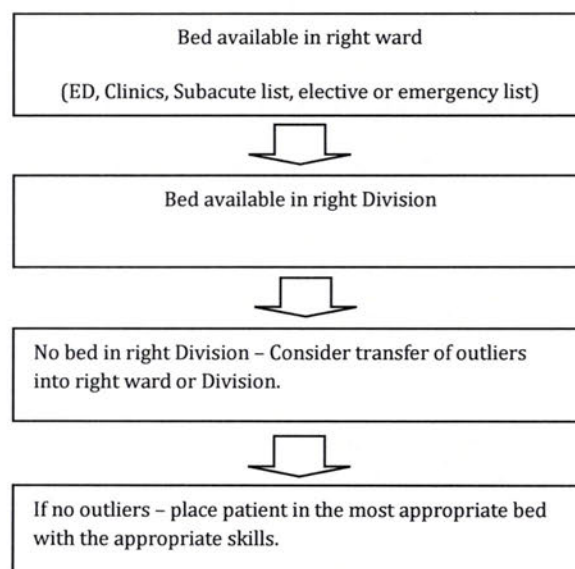 Bed available in right ward
(ED, Clinics, Subacute list, elective or emergency list)
Bed available in right Division
No bed in right Division – Consider transfer of outliers
into right ward or Division.
If no outliers – place patient in the most appropriate bed
with the appropriate skills.